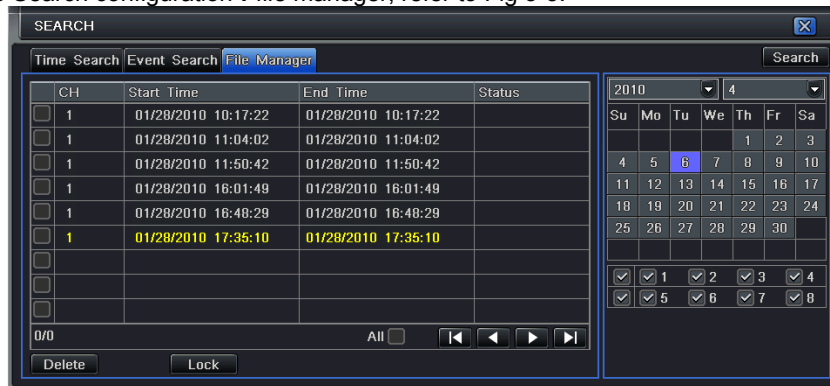 SEARCH
Time Search Event Search File Manager Search
CH Start Time End Time Status
1 01/28/2010 10:17:22 01/28/2010 10:17:22
1 01/28/2010 11:04:02 01/28/2010 11:04:02
1 01/28/2010 11:50:42 01/28/2010 11:50:42
1 01/28/2010 16:01:49 01/28/2010 16:01:49
1 01/28/2010 16:48:29 01/28/2010 16:48:29
1 01/28/2010 17:35:10 01/28/2010 17:35:10
0/0 All
Delete Lock
2010 4
Su Mo Tu We Th Fr Sa
1 2 3
4 5 6 7 8 9 10
11 12 13 14 15 16 17
18 19 20 21 22 23 24
25 26 27 28 29 30
1 2 3 4
5 6 7 8